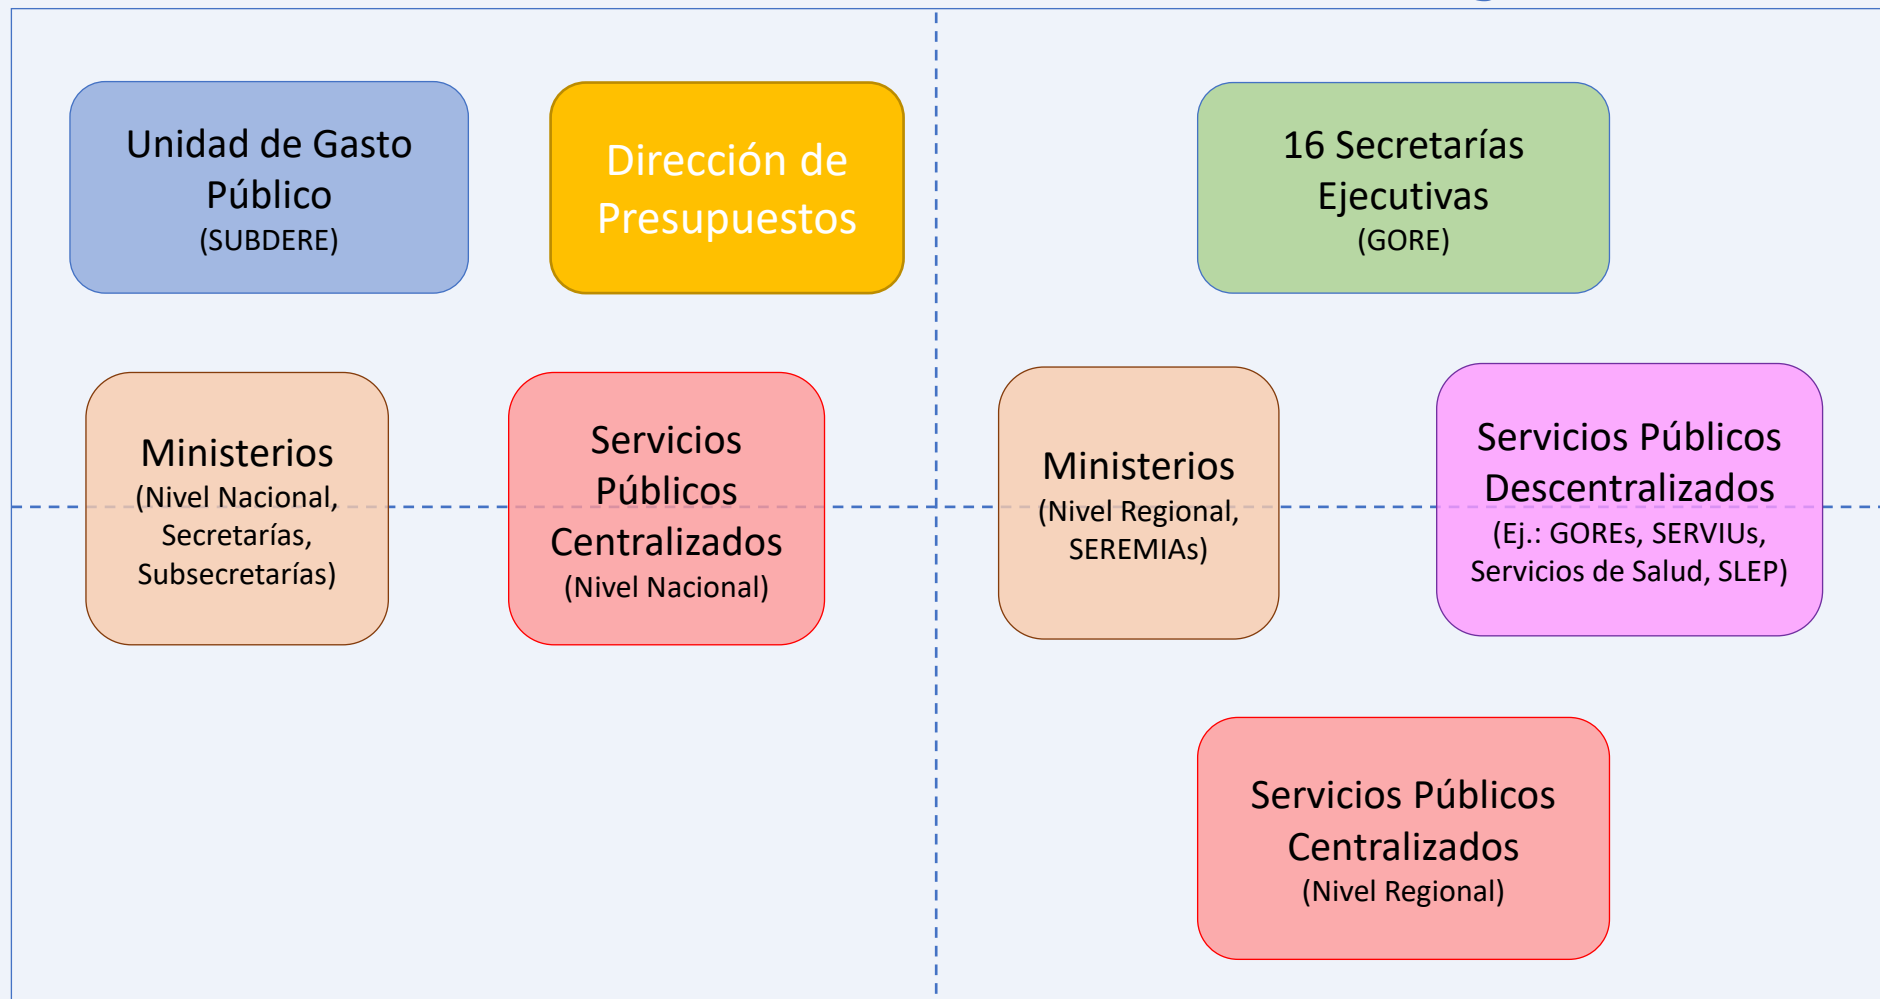 Unidad de Gasto
Público
(SUBDERE)
Dirección de
Presupuestos
16 Secretarías
Ejecutivas
(GORE)
Ministerios
(Nivel Nacional,
Secretarías,
Subsecretarías)
Servicios
Públicos
Centralizados
(Nivel Nacional)
Ministerios
(Nivel Regional,
SEREMIAs)
Servicios Públicos
Descentralizados
(Ej.: GOREs, SERVIUs,
Servicios de Salud, SLEP)
Servicios Públicos
Centralizados
(Nivel Regional)